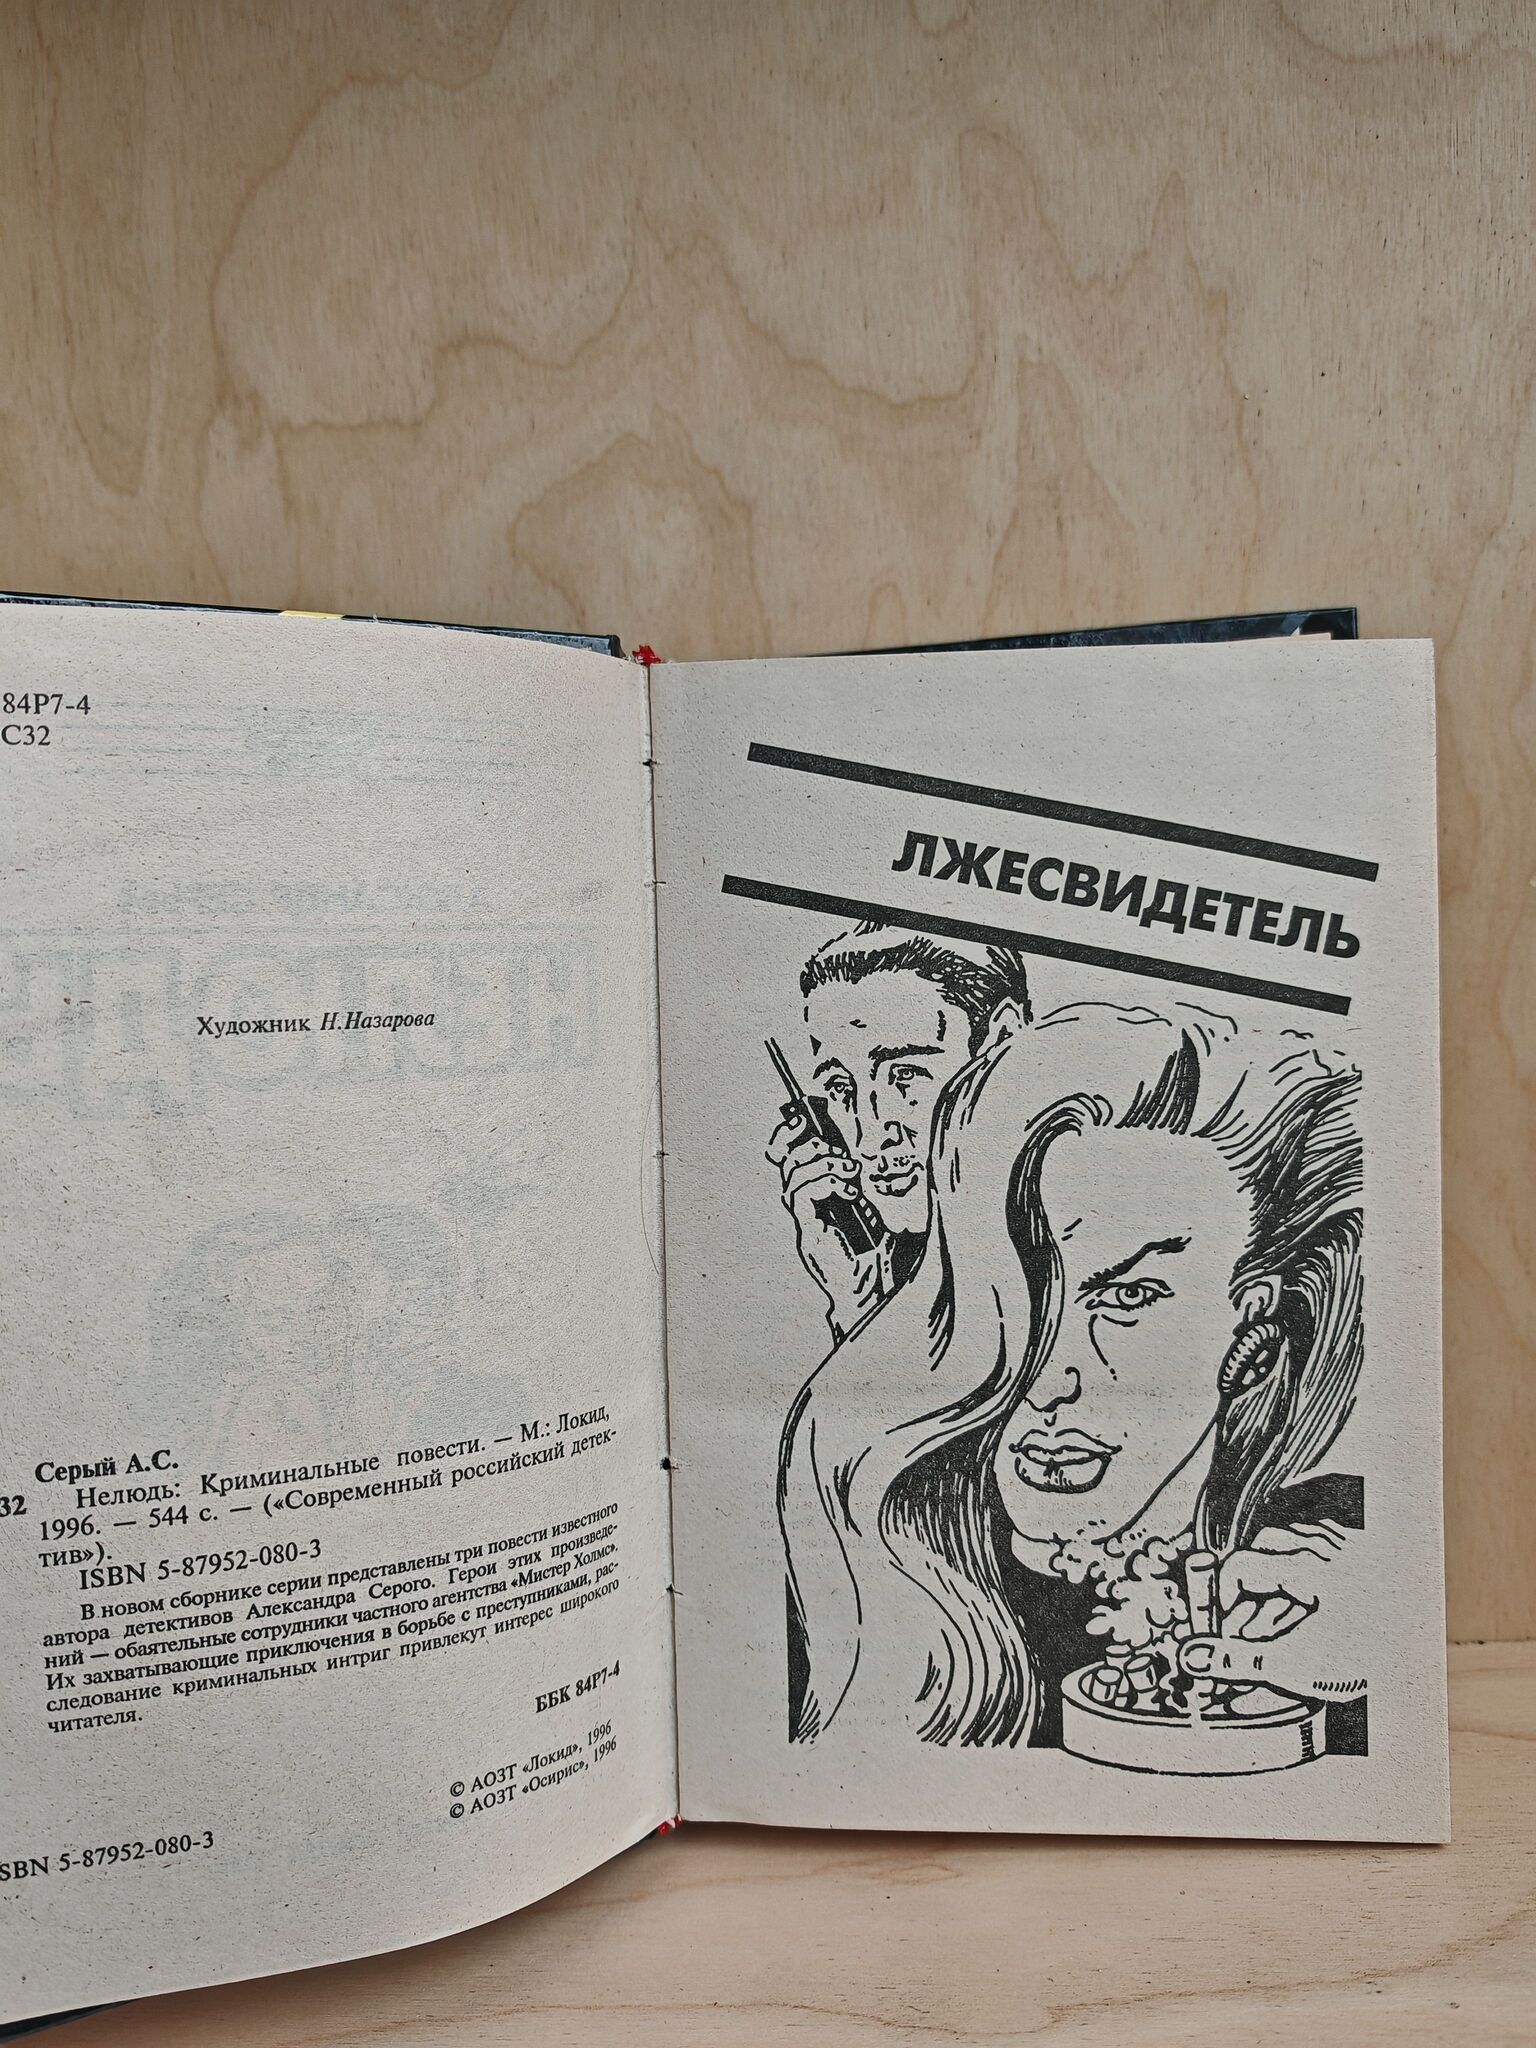 84Р7-4
С32
Художник Н.Назарова
Серый А.С.
32 Нелюдь: Криминальные повести. — М.: Локид,
1996. — 544 с. — («Современный российский детек-
тив»).
ISBN 5-87952-080-3
В новом сборнике серии представлены три повести известного
автора детективов Александра Серого. Герои этих произведе-
ний — обаятельные сотрудники частного агентства «Мистер Холмс».
Их захватывающие приключения в борьбе с преступниками, рас-
следование криминальных интриг привлекут интерес широкого
читателя.
ББК 84Р7-4
© АОЗТ «Локид», 1996
© АОЗТ «Осирис», 1996
SBN 5-87952-080-3
ЛЖЕСВИДЕТЕЛЬ